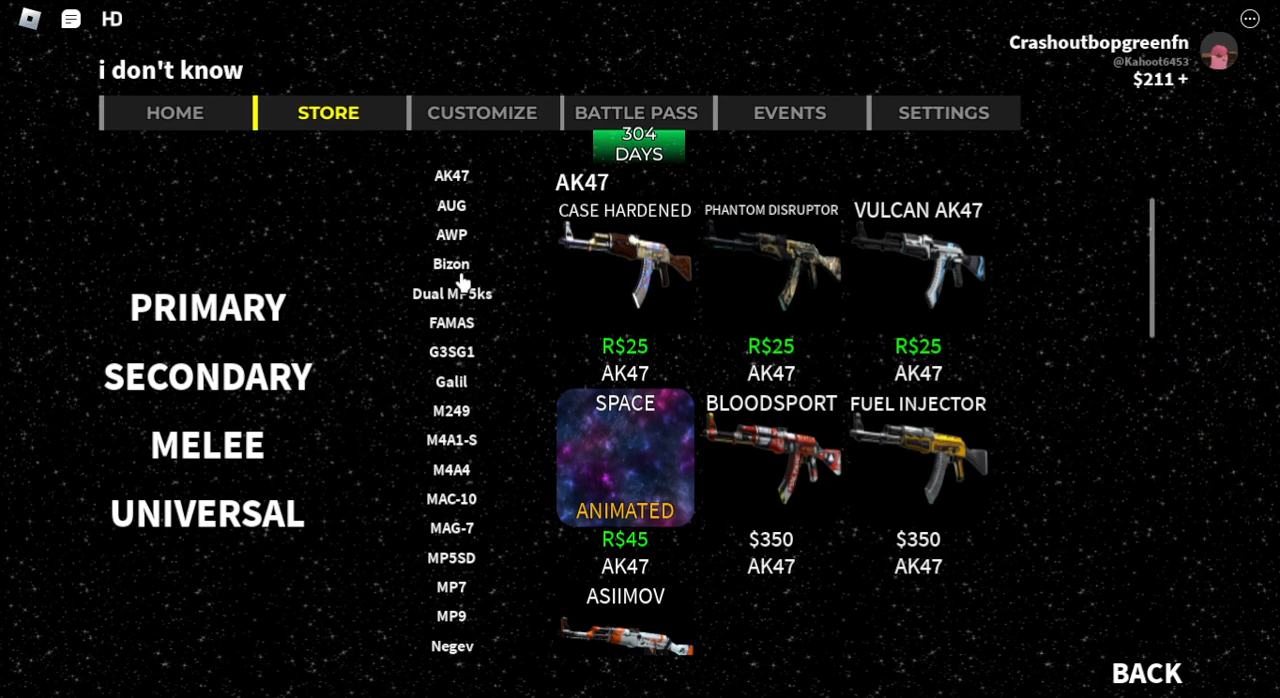 HD
Crashoutbopgreenfn
@Kahoot6453
$211 +
i don't know
HOME
STORE
CUSTOMIZE
BATTLE PASS
EVENTS
SETTINGS
304
DAYS
PRIMARY
SECONDARY
MELEE
UNIVERSAL
AK47
AUG
AWP
Bizon
Dual MP5ks
FAMAS
G3SG1
Galil
M249
M4A1-S
M4A4
MAC-10
MAG-7
MP5SD
MP7
MP9
Negev
AK47
CASE HARDENED
R$25
AK47
PHANTOM DISRUPTOR
R$25
AK47
VULCAN AK47
R$25
AK47
SPACE
ANIMATED
R$45
AK47
BLOODSPORT
$350
AK47
FUEL INJECTOR
$350
AK47
ASIIMOV
BACK